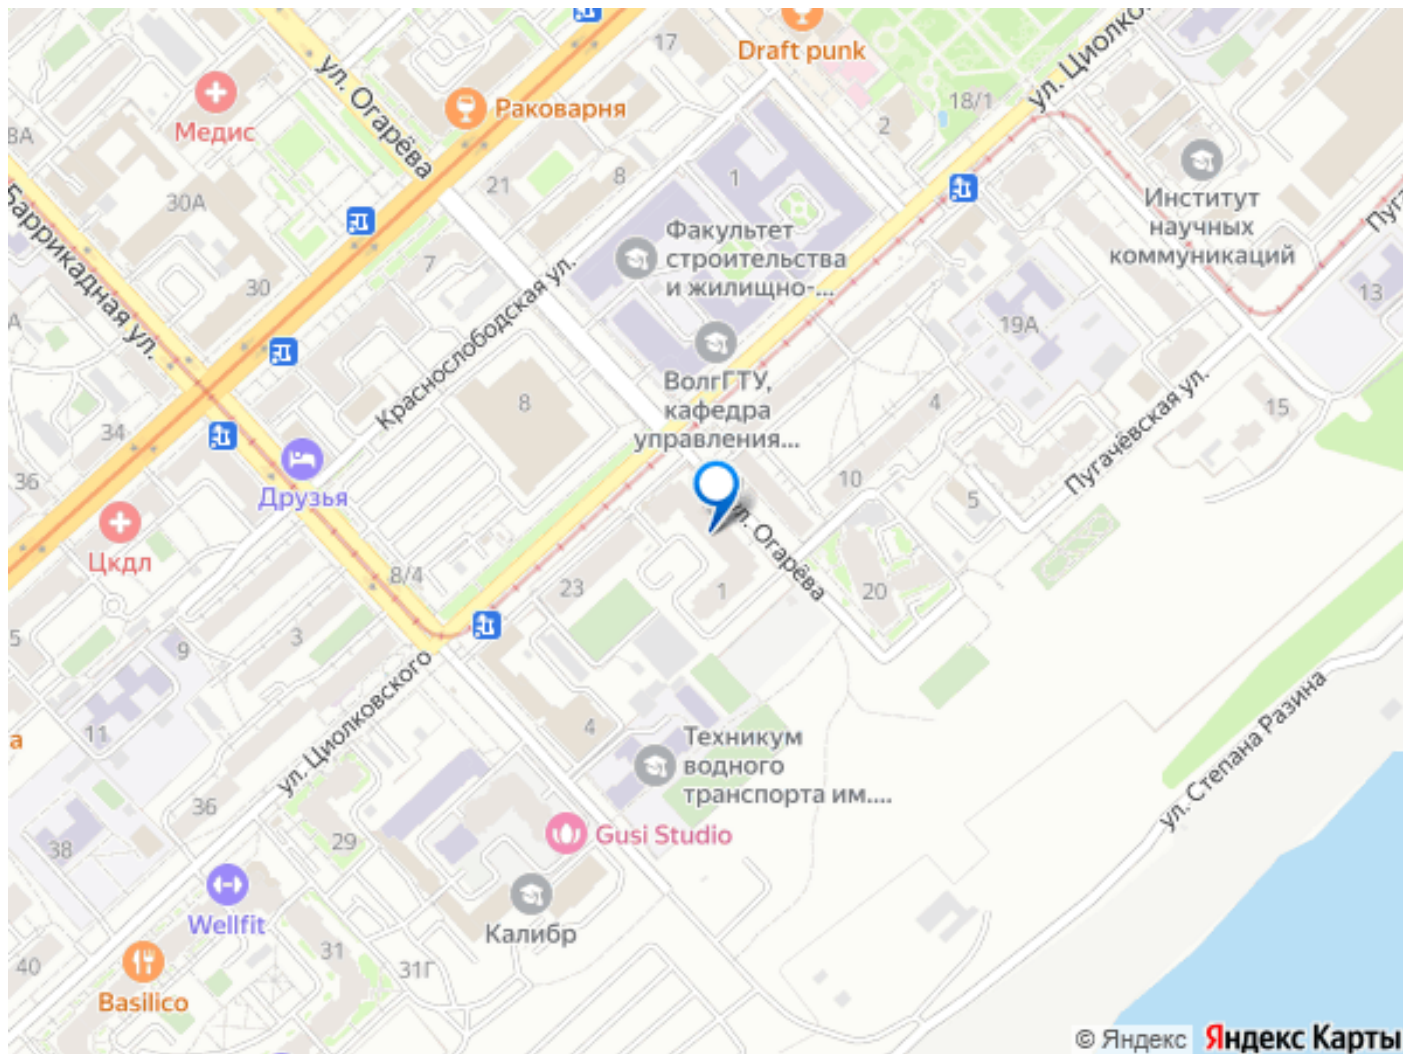 17
Draft punk
ул. Циолко
ул. Огарёва
18/1
Медис
Раковарня
2
8А
21
8
1
30А
Институт
научных
коммуникаций
Пуга
Баррикадная ул.
Факультет
строительства
и жилищно-...
7
30
13
Краснослободская ул.
19А
А
ВолгГТУ,
кафедра
управления...
8
4
15
Пугачёвская ул.
34
36
Друзья
10
5
Цкдл
ул. Огарёва
8/4
23
1
20
3
9
5
ул. Циолковского
11
а
4
Техникум
водного
транспорта им....
ул. Степана Разина
36
29
38
Gusi Studio
Wellfit
Калибр
31
31Г
40
Basilico
© Яндекс Яндекс Карты